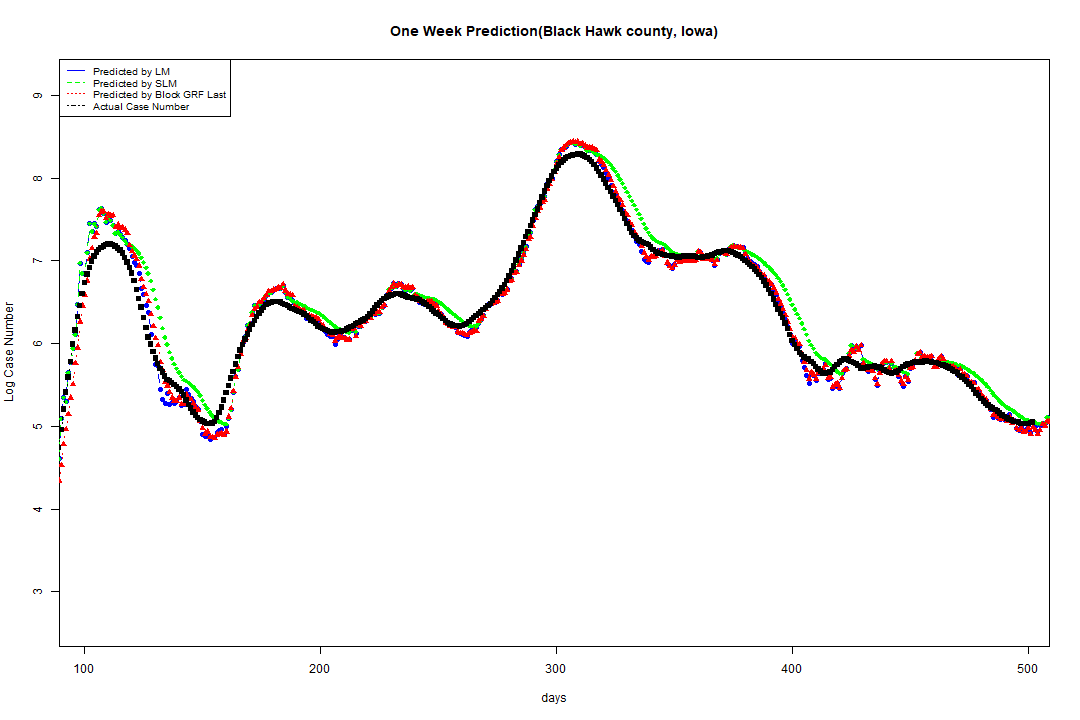 One Week Prediction(Black Hawk county, Iowa)
Predicted by LM
Predicted by SLM
Predicted by Block GRF Last
Actual Case Number
9
8
7
6
5
4
3
Log Case Number
100 200 300 400 500
days